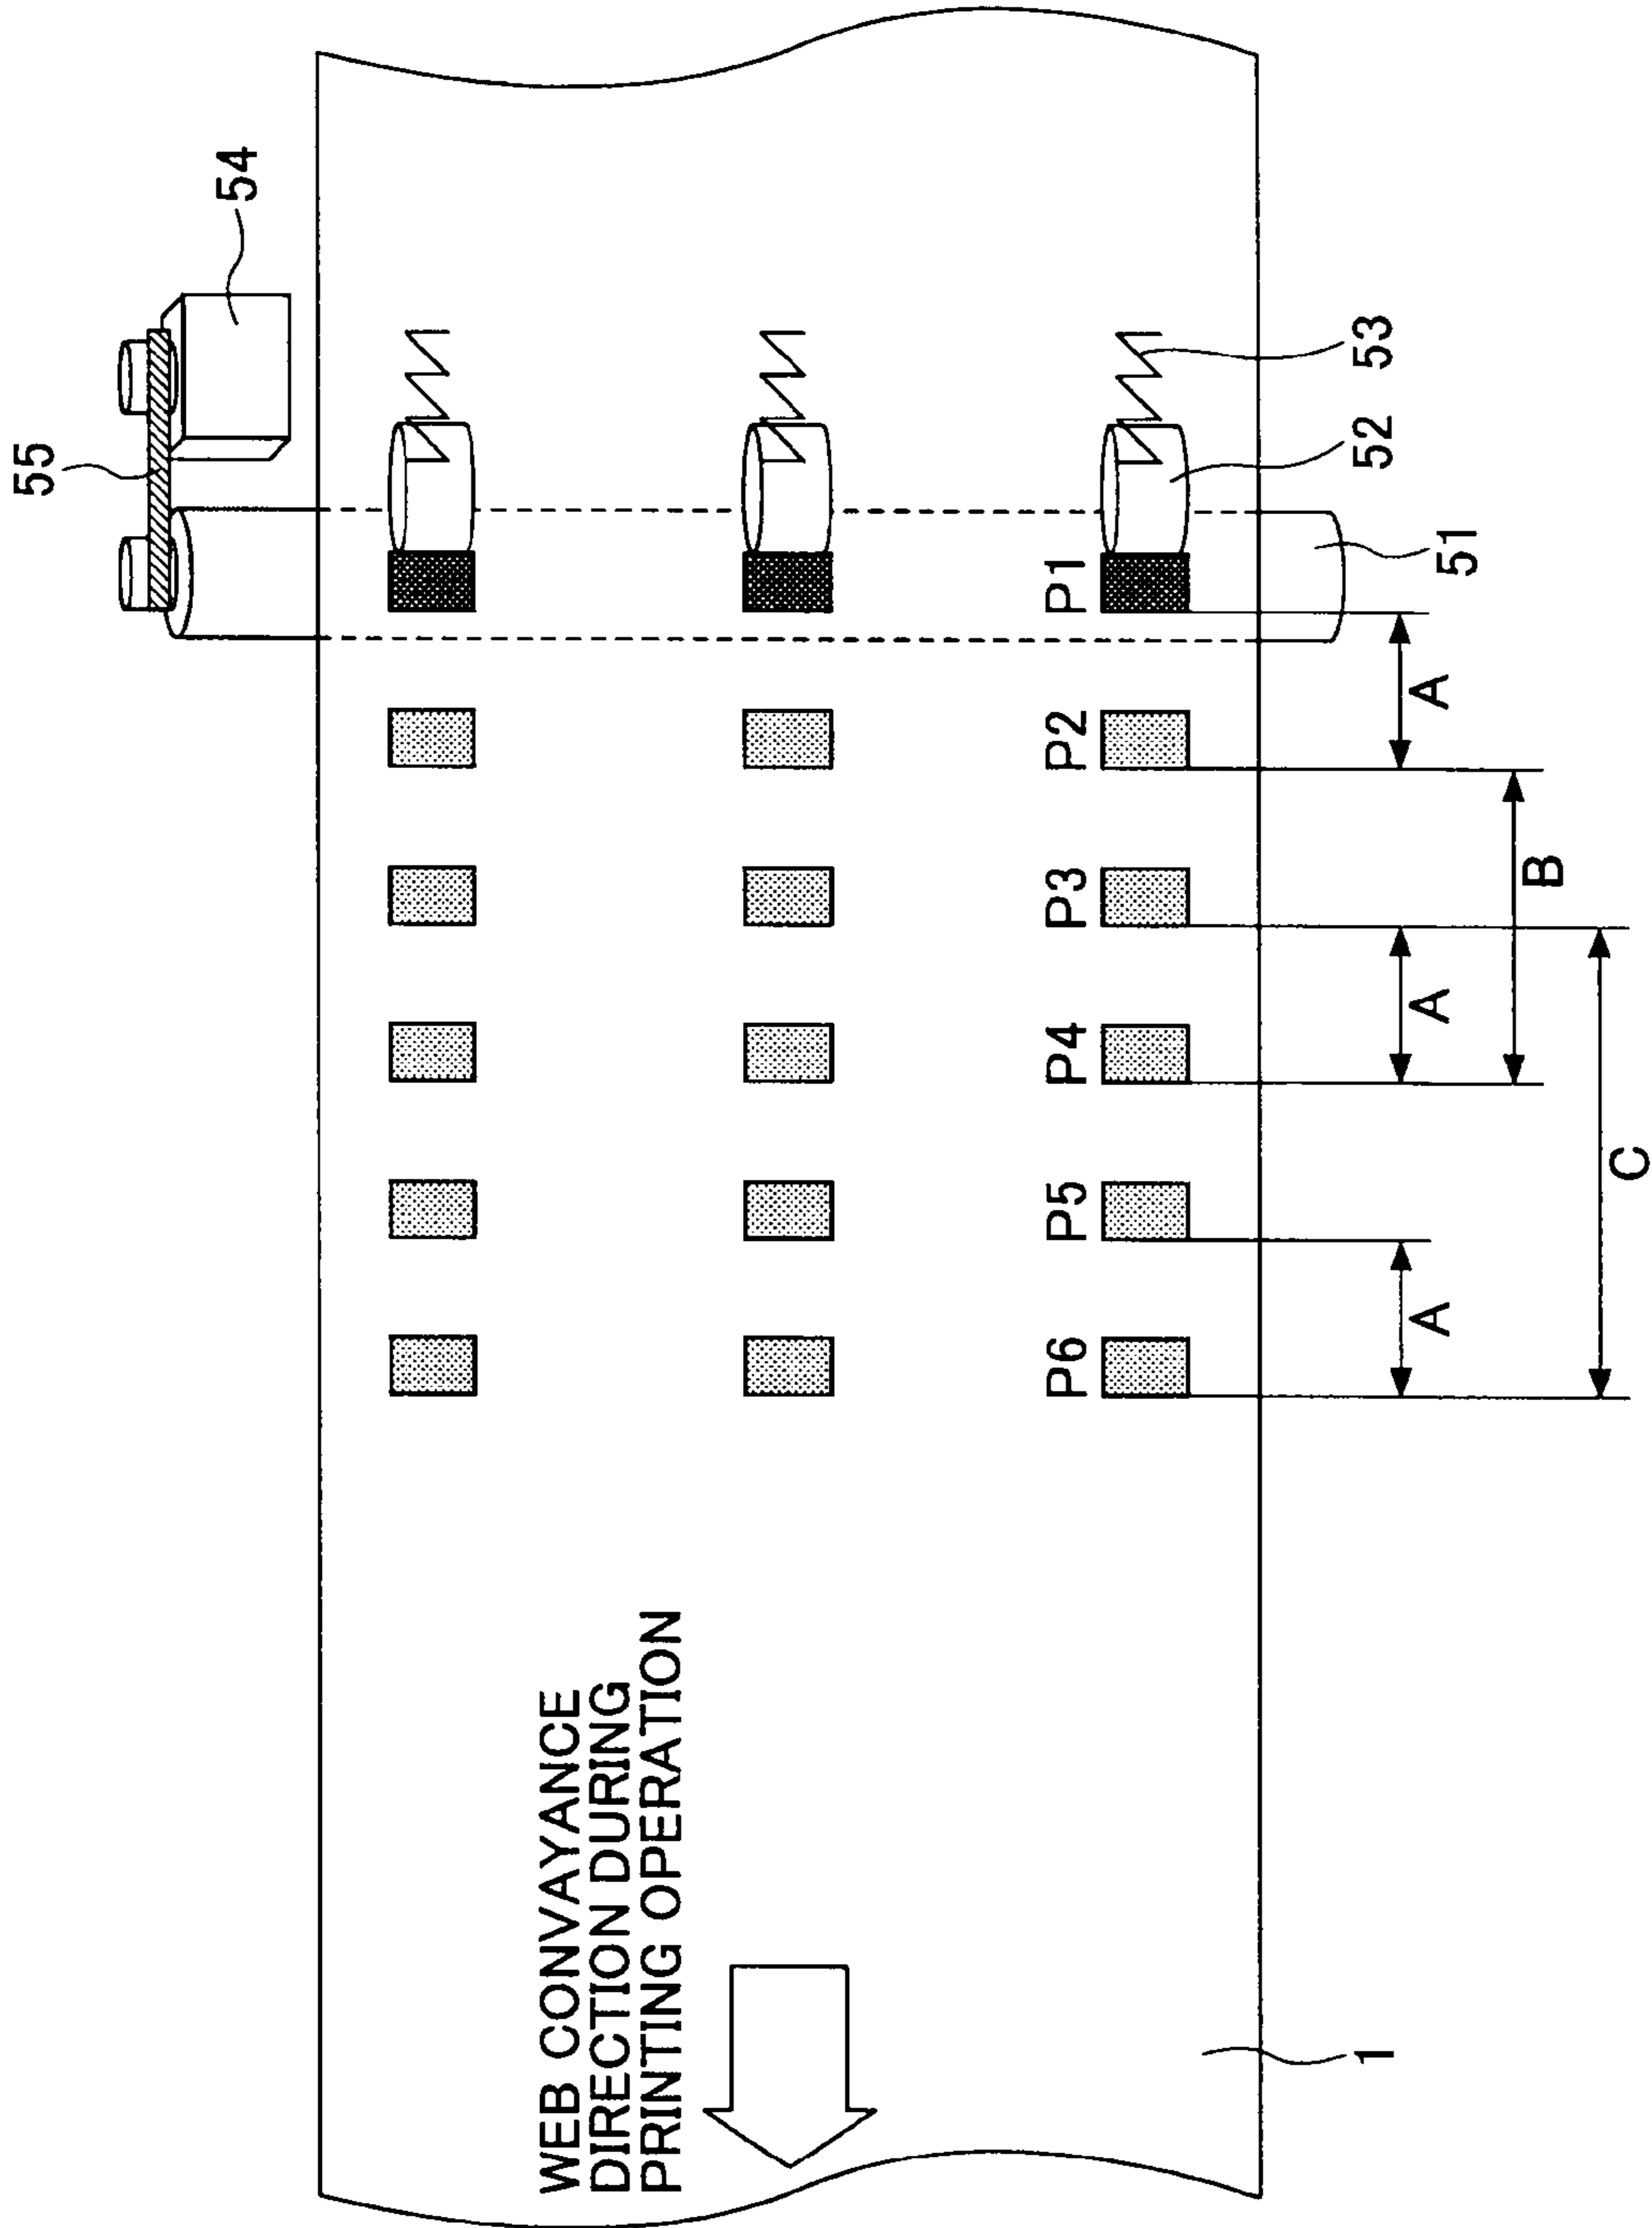 55
54
53
52
51
P1
P2
P3
P4
P5
P6
A
B
A
C
A
WEB CONVAYANCE
DIRECTION DURING
PRINTING OPERATION
1